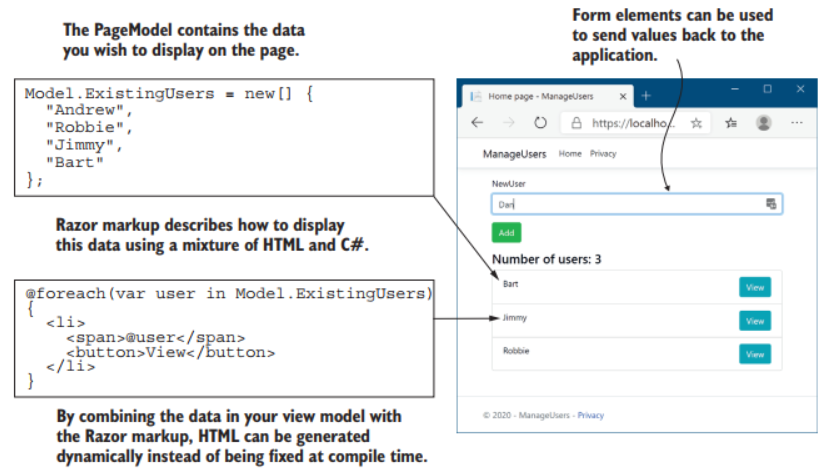 The PageModel contains the data
you wish to display on the page.
Model.ExistingUsers = new[] {
"Andrew",
"Robbie",
"Jimmy",
"Bart"
};
Razor markup describes how to display
this data using a mixture of HTML and C#.
@foreach(var user in Model.ExistingUsers)
{
<li>
<span>@user</span>
<button>View</button>
</li>
}
By combining the data in your view model with
the Razor markup, HTML can be generated
dynamically instead of being fixed at compile time.
Form elements can be used
to send values back to the
application.
Home page - ManageUsers
https://localho...
ManageUsers Home Privacy
NewUser
Dan
Add
Number of users: 3
Bart View
Jimmy View
Robbie View
© 2020 - ManageUsers - Privacy